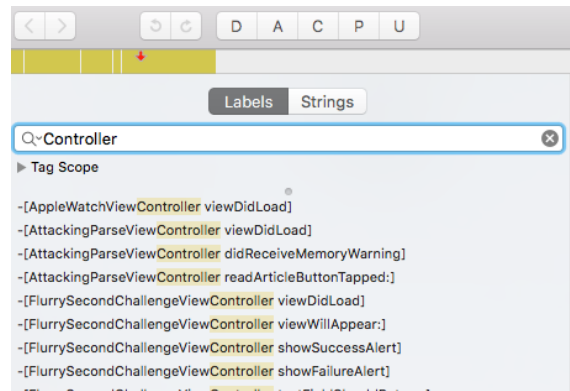 D A C P U
Labels Strings
Controller
Tag Scope
-[AppleWatchViewController viewDidLoad]
-[AttackingParseViewController viewDidLoad]
-[AttackingParseViewController didReceiveMemoryWarning]
-[AttackingParseViewController readArticleButtonTapped:]
-[FlurrySecondChallengeViewController viewDidLoad]
-[FlurrySecondChallengeViewController viewWillAppear:]
-[FlurrySecondChallengeViewController showSuccessAlert]
-[FlurrySecondChallengeViewController showFailureAlert]